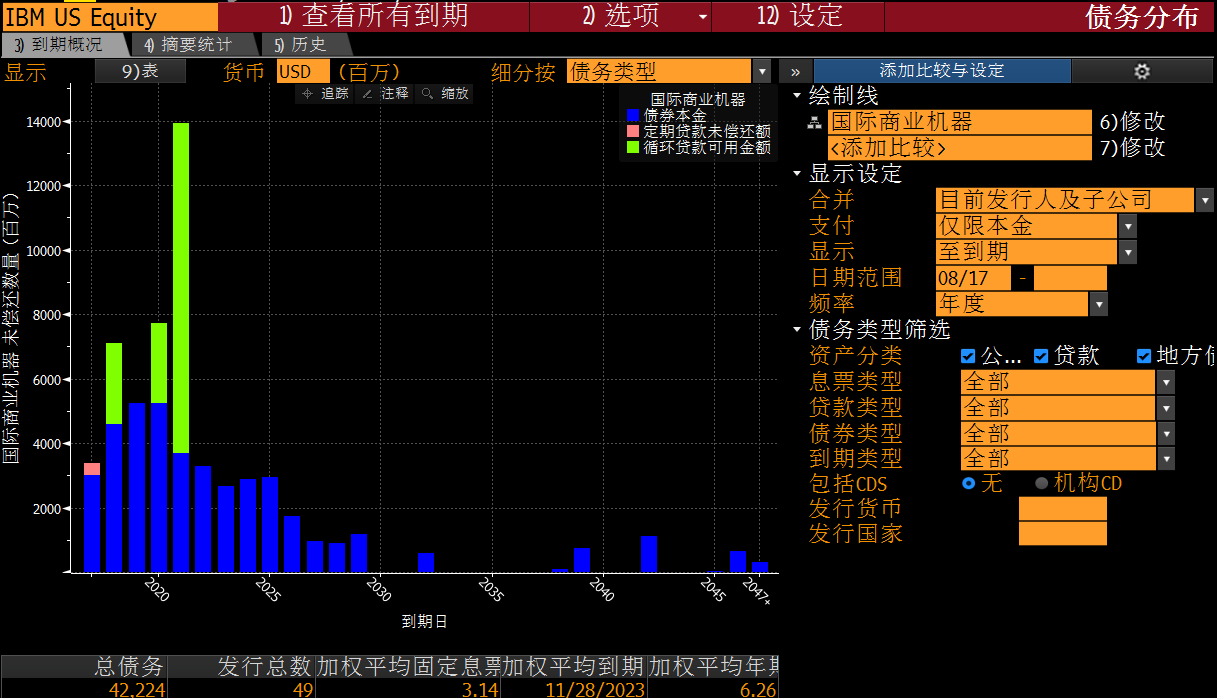 IBM US Equity 1) 查看所有到期 2) 选项 12) 设定 债务分布
3) 到期概况 4) 摘要统计 5) 历史
显示 9)表 货币 USD (百万) 细分按 债务类型 » 添加比较与设定
追踪 注释 缩放
国际商业机器
债券本金
定期贷款未偿还额
循环贷款可用金额
国际商业机器 未偿还数量 (百万)
14000
12000
10000
8000
6000
4000
2000
2020 2025 2030 2035 2040 2045 2047+
到期日
绘制线
国际商业机器 6)修改
<添加比较> 7)修改
显示设定
合并 目前发行人及子公司
支付 仅限本金
显示 至到期
日期范围 08/17 -
频率 年度
债务类型筛选
资产分类 公... 贷款 地方债
息票类型 全部
贷款类型 全部
债券类型 全部
到期类型 全部
包括CDS 无 机构CD
发行货币
发行国家
总债务 发行总数 加权平均固定息票 加权平均到期 加权平均年期
42,224 49 3.14 11/28/2023 6.26